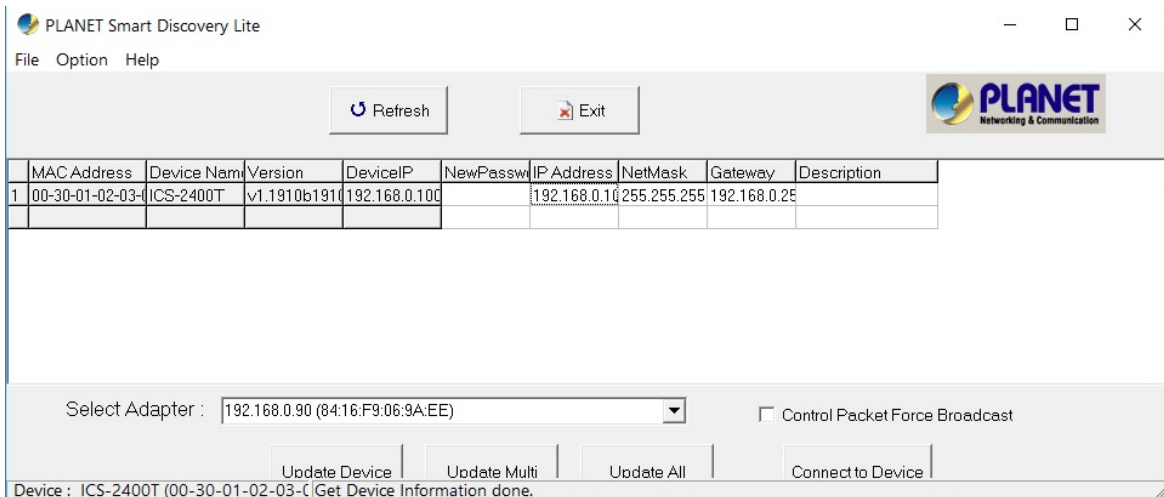 PLANET Smart Discovery Lite
File Option Help
Refresh Exit
PLANET
Networking & Communication
MAC Address Device Nam Version DeviceIP NewPassw IP Address NetMask Gateway Description
1 00-30-01-02-03-( ICS-2400T v1.1910b191( 192.168.0.100 192.168.0.10 255.255.255 192.168.0.25
Select Adapter : 192.168.0.90 (84:16:F9:06:9A:EE) Control Packet Force Broadcast
Update Device Update Multi Update All Connect to Device
Device : ICS-2400T (00-30-01-02-03-( Get Device Information done.